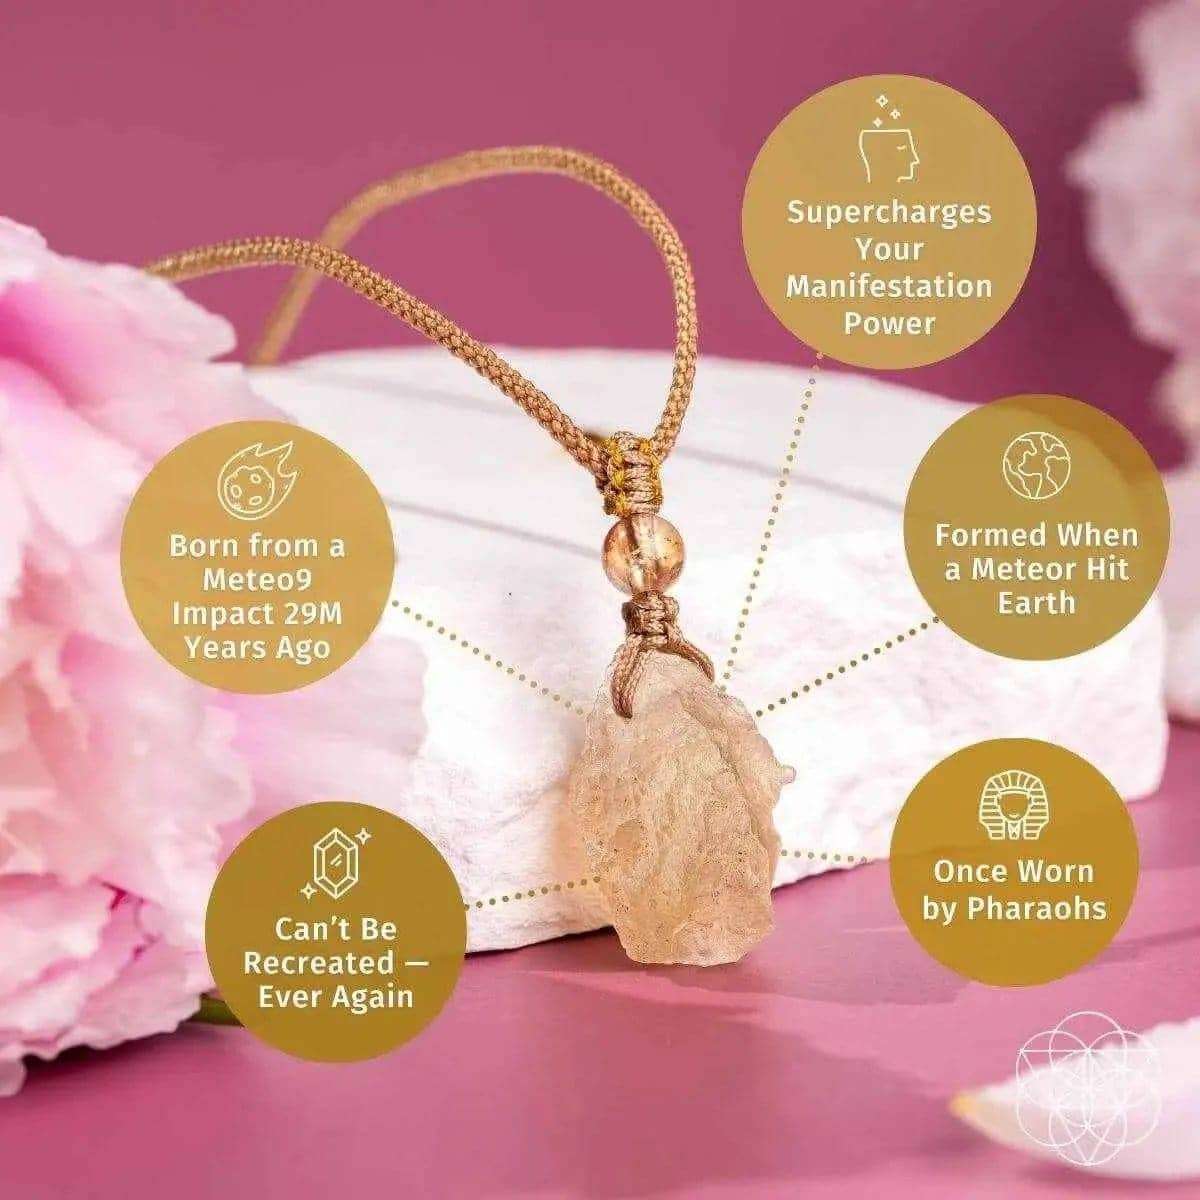 Supercharges
Your
Manifestation
Power
Born from a
Meteo9
Impact 29M
Years Ago
Formed When
a Meteor Hit
Earth
Once Worn
by Pharaohs
Can't Be
Recreated —
Ever Again